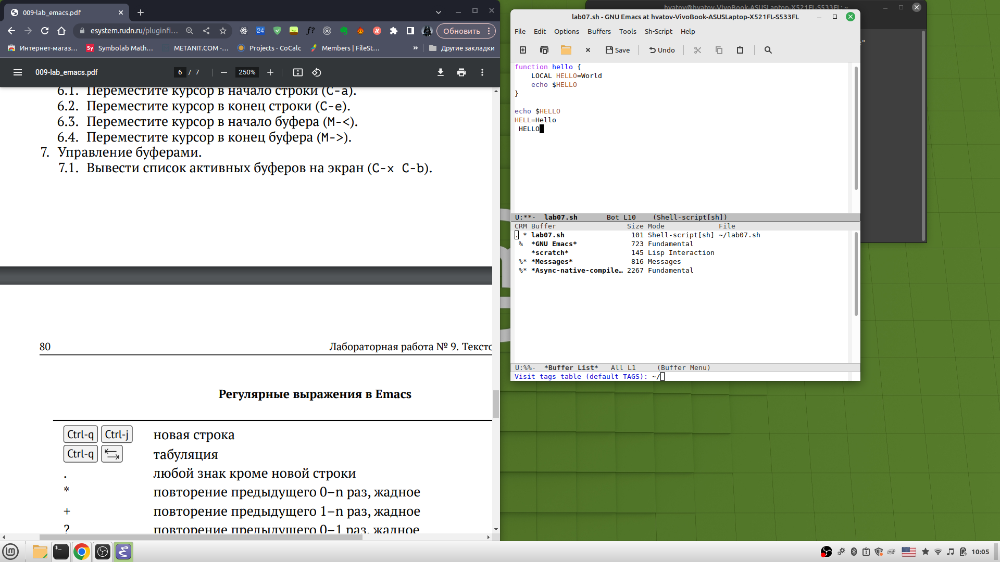 009-lab_emacs.pdf
esystem.rudn.ru/pluginfi...
24
f?
Обновить
Интернет-магаз...
Sy Symbolab Math...
METANIT.COM -...
Projects - CoCalc
Members | FileSt...
»
Другие закладки
009-lab_emacs.pdf
6 / 7
250%
6.1. Переместите курсор в начало строки (C-a).
6.2. Переместите курсор в конец строки (C-e).
6.3. Переместите курсор в начало буфера (M-<).
6.4. Переместите курсор в конец буфера (M->).
7. Управление буферами.
7.1. Вывести список активных буферов на экран (C-x C-b).
80
Лабораторная работа № 9. Тексто
Регулярные выражения в Emacs
Ctrl-q Ctrl-j новая строка
Ctrl-q табуляция
. любой знак кроме новой строки
* повторение предыдущего 0–n раз, жадное
+ повторение предыдущего 1–n раз, жадное
? повторение предыдущего 0–1 раз, жадное
hvatov@hvatov-VivoBook-ASUSLaptop-X521FL-S533FL: ~
lab07.sh - GNU Emacs at hvatov-VivoBook-ASUSLaptop-X521FL-S533FL
File Edit Options Buffers Tools Sh-Script Help
Save
Undo
function hello {
LOCAL HELLO=World
echo $HELLO
}
echo $HELLO
HELL=Hello
HELLO
U:**- lab07.sh Bot L10 (Shell-script[sh])
CRM Buffer Size Mode File
. * lab07.sh 101 Shell-script[sh] ~/lab07.sh
% *GNU Emacs* 723 Fundamental
*scratch* 145 Lisp Interaction
%* *Messages* 816 Messages
%* *Async-native-compile… 2267 Fundamental
U:%%- *Buffer List* All L1 (Buffer Menu)
Visit tags table (default TAGS): ~/
10:05